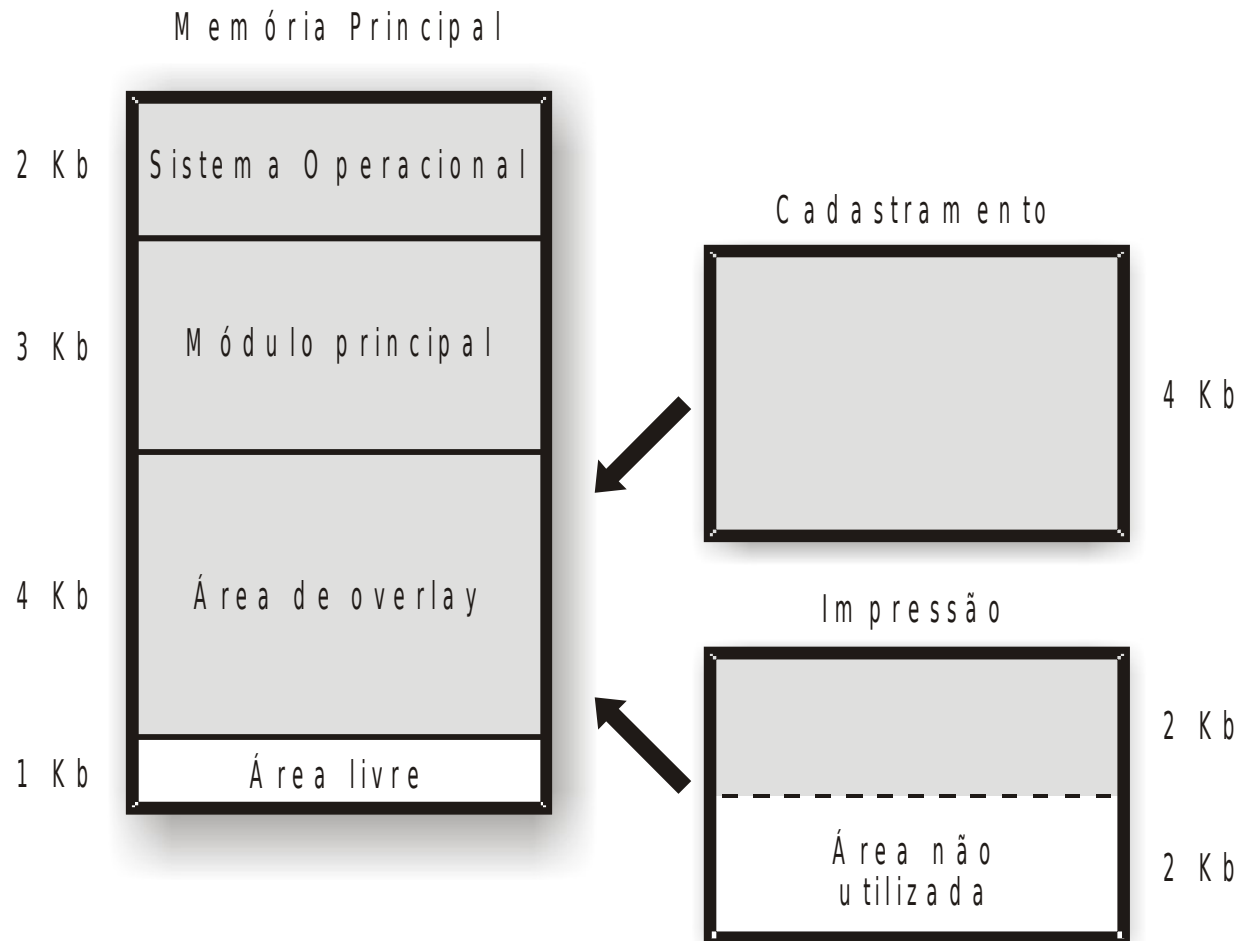 Memória Principal
2 Kb
Sistema Operacional
3 Kb
Módulo principal
4 Kb
Área de overlay
1 Kb
Área livre
Cadastramento
4 Kb
Impressão
2 Kb
Área não
utilizada
2 Kb